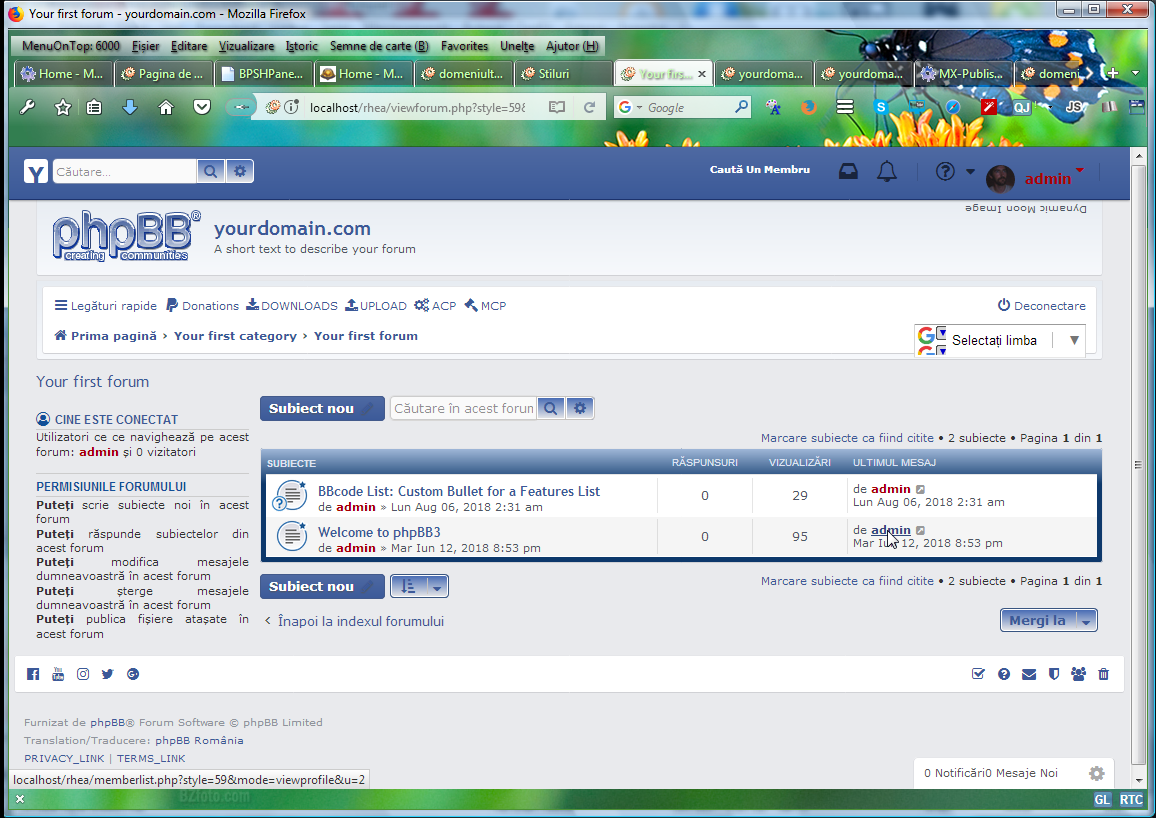 Your first forum - yourdomain.com - Mozilla Firefox
MenuOnTop: 6000 Fișier Editare Vizualizare Istoric Semne de carte (B) Favorites Unelte Ajutor (H)
Home - M... Pagina de ... BPSHPane... Home - M... domeniult... Stiluri Your firs... yourdoma... yourdoma... MX-Publis... domeni
localhost/rhea/viewforum.php?style=59& Google
Y Căutare... Caută Un Membru admin
Dynamic Moon Image
phpBB® creating communities
yourdomain.com
A short text to describe your forum
Legături rapide Donations DOWNLOADS UPLOAD ACP MCP Deconectare
Prima pagină › Your first category › Your first forum
Selectați limba
Your first forum
CINE ESTE CONECTAT
Utilizatori ce ce navighează pe acest
forum: admin și 0 vizitatori
PERMISIUNILE FORUMULUI
Puteți scrie subiecte noi în acest
forum
Puteți răspunde subiectelor din
acest forum
Puteți modifica mesajele
dumneavoastră în acest forum
Puteți șterge mesajele
dumneavoastră în acest forum
Puteți publica fișiere atașate în
acest forum
Subiect nou Căutare în acest forum
Marcare subiecte ca fiind citite • 2 subiecte • Pagina 1 din 1
SUBIECTE RĂSPUNSURI VIZUALIZĂRI ULTIMUL MESAJ
BBcode List: Custom Bullet for a Features List 0 29 de admin
de admin » Lun Aug 06, 2018 2:31 am Lun Aug 06, 2018 2:31 am
Welcome to phpBB3 0 95 de admin
de admin » Mar Iun 12, 2018 8:53 pm Mar Iun 12, 2018 8:53 pm
Subiect nou
Marcare subiecte ca fiind citite • 2 subiecte • Pagina 1 din 1
Înapoi la indexul forumului
Mergi la
Furnizat de phpBB® Forum Software © phpBB Limited
Translation/Traducere: phpBB România
PRIVACY_LINK | TERMS_LINK
0 Notificări0 Mesaje Noi
localhost/rhea/memberlist.php?style=59&mode=viewprofile&u=2
BZfoto.com
GL RTC